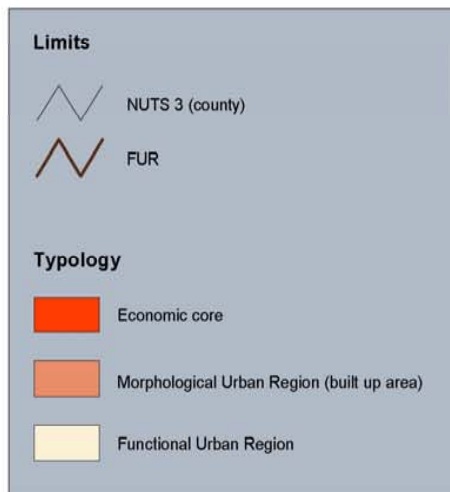 Limits
NUTS 3 (county)
FUR
Typology
Economic core
Morphological Urban Region (built up area)
Functional Urban Region